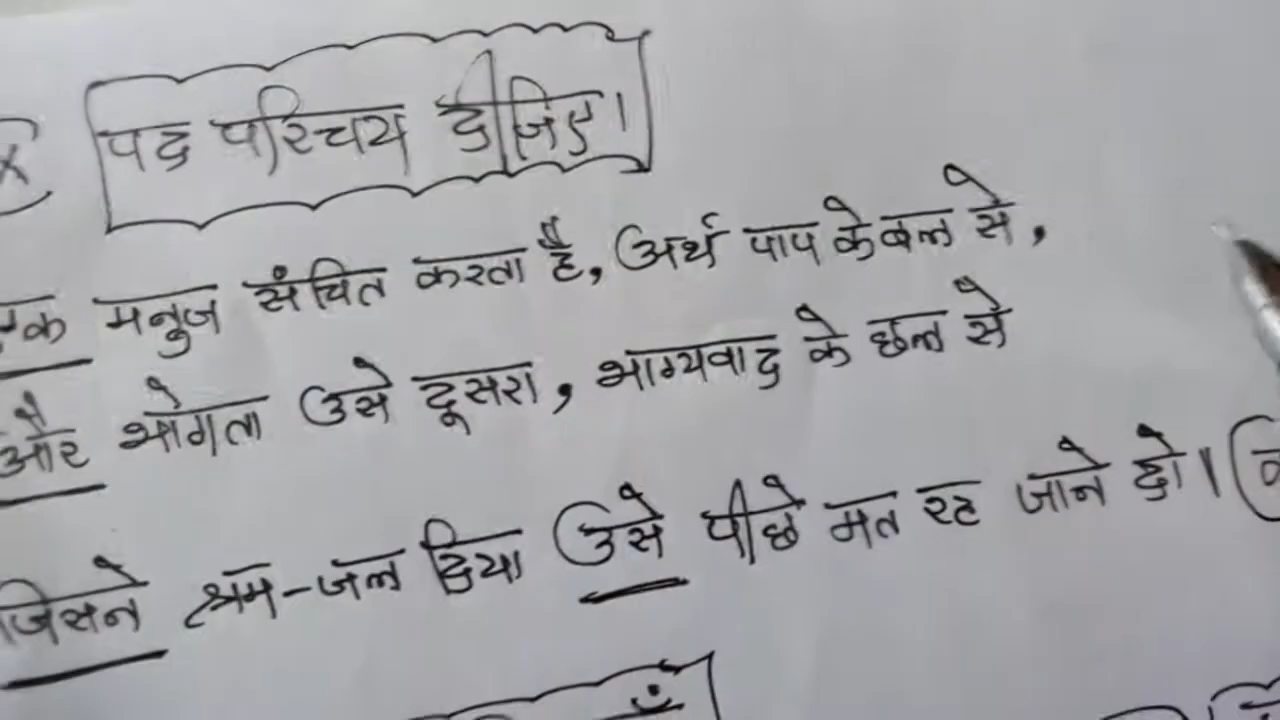 पद परिचय दीजिए।
एक मनुज संचित करता है, अर्थ पाप के बल से,
और भोगता उसे दूसरा, भाग्यवाद के छल से
जिसने श्रम-जल दिया उसे पीछे मत रह जाने दो।